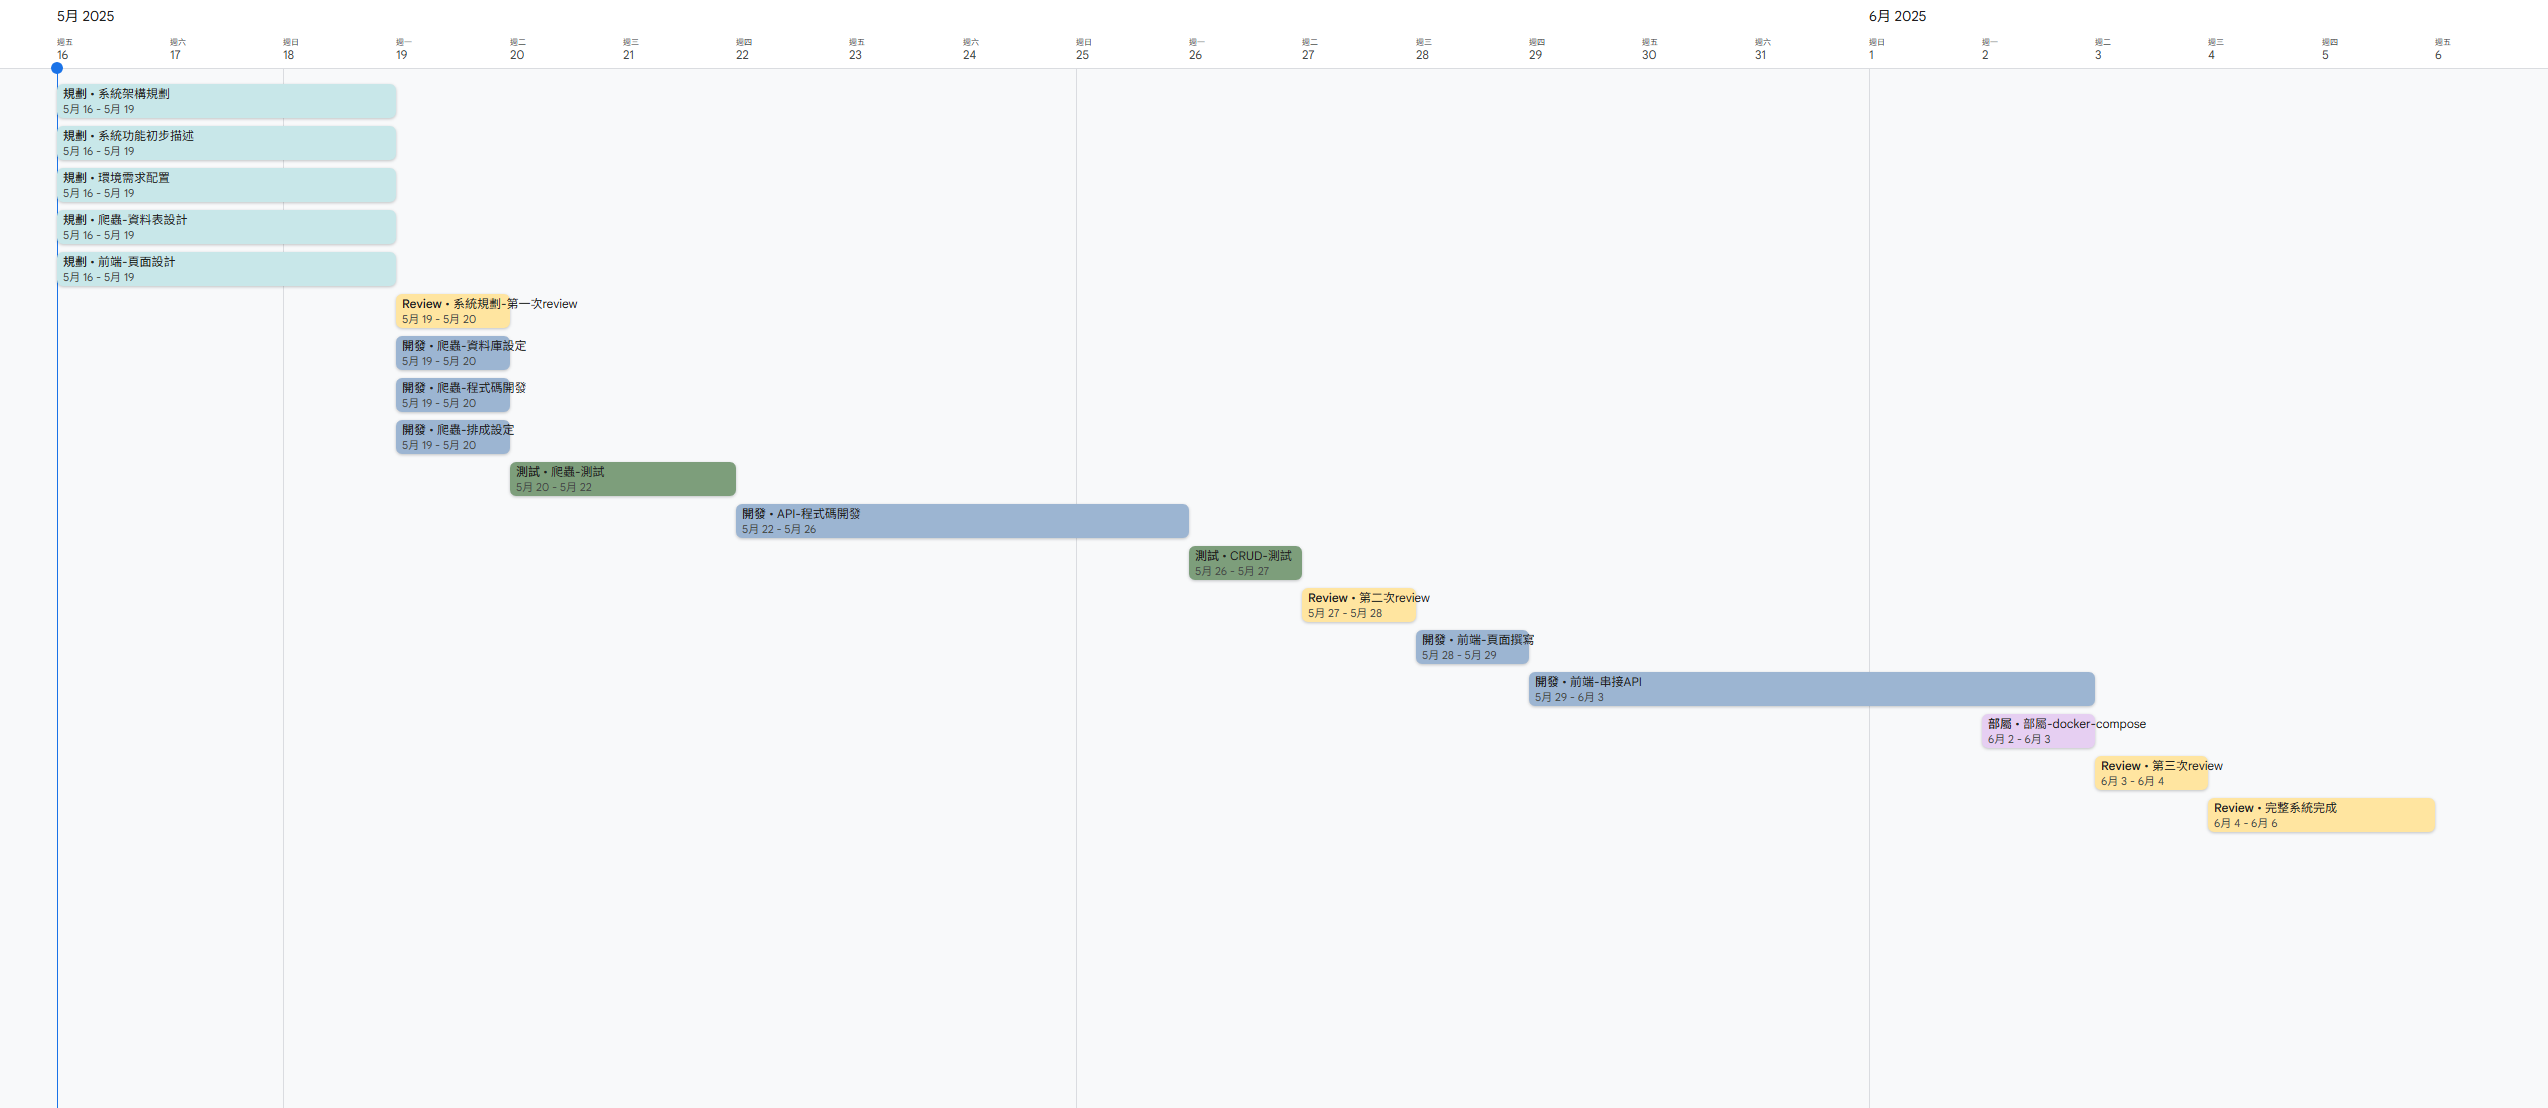 5月 2025
6月 2025
週五 週六 週日 週一 週二 週三 週四 週五 週六 週日 週一 週二 週三 週四 週五 週六 週日 週一 週二 週三 週四 週五
16 17 18 19 20 21 22 23 24 25 26 27 28 29 30 31 1 2 3 4 5 6
規劃 • 系統架構規劃
5月 16 - 5月 19
規劃 • 系統功能初步描述
5月 16 - 5月 19
規劃 • 環境需求配置
5月 16 - 5月 19
規劃 • 爬蟲-資料表設計
5月 16 - 5月 19
規劃 • 前端-頁面設計
5月 16 - 5月 19
Review • 系統規劃-第一次review
5月 19 - 5月 20
開發 • 爬蟲-資料庫設定
5月 19 - 5月 20
開發 • 爬蟲-程式碼開發
5月 19 - 5月 20
開發 • 爬蟲-排成設定
5月 19 - 5月 20
測試 • 爬蟲-測試
5月 20 - 5月 22
開發 • API-程式碼開發
5月 22 - 5月 26
測試 • CRUD-測試
5月 26 - 5月 27
Review • 第二次review
5月 27 - 5月 28
開發 • 前端-頁面撰寫
5月 28 - 5月 29
開發 • 前端-串接API
5月 29 - 6月 3
部屬 • 部屬-docker-compose
6月 2 - 6月 3
Review • 第三次review
6月 3 - 6月 4
Review • 完整系統完成
6月 4 - 6月 6